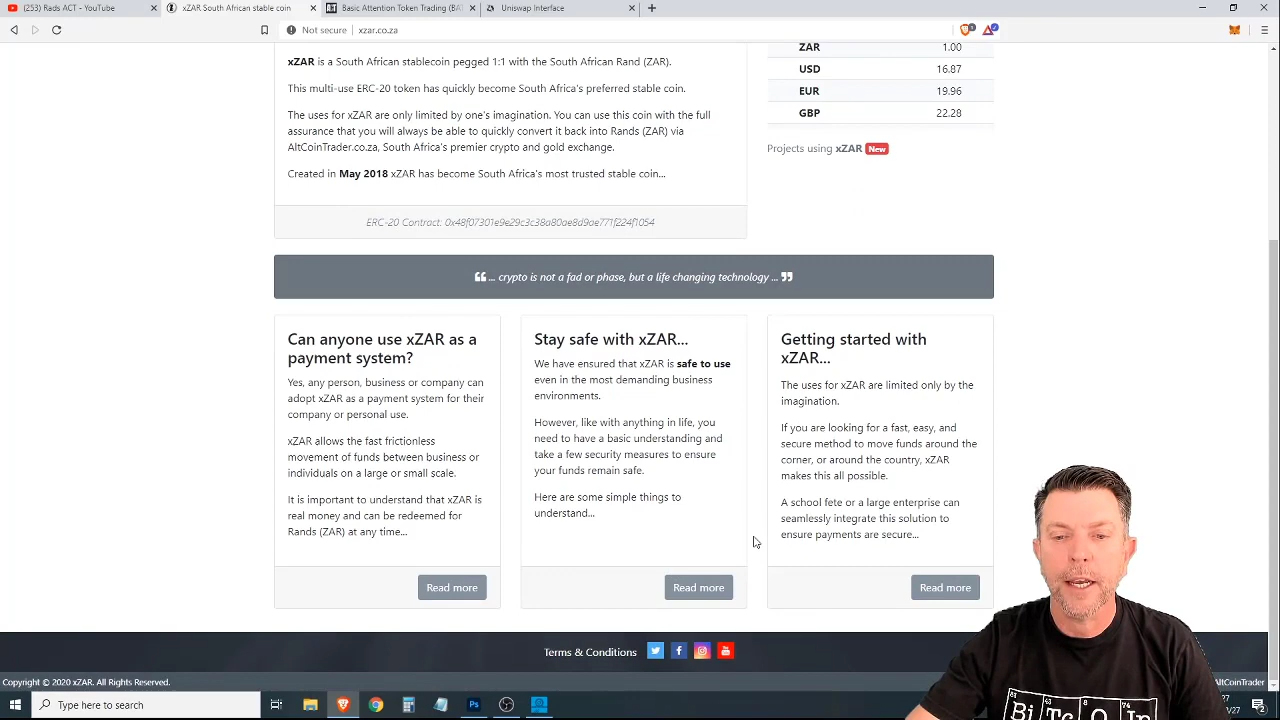 (253) Rads ACT - YouTube
xZAR South African stable coin
Basic Attention Token Trading (BAT
Uniswap Interface
Not secure
xzar.co.za
xZAR is a South African stablecoin pegged 1:1 with the South African Rand (ZAR).
This multi-use ERC-20 token has quickly become South Africa's preferred stable coin.
The uses for xZAR are only limited by one's imagination. You can use this coin with the full
assurance that you will always be able to quickly convert it back into Rands (ZAR) via
AltCoinTrader.co.za, South Africa's premier crypto and gold exchange.
Created in May 2018 xZAR has become South Africa's most trusted stable coin...
ERC-20 Contract: 0x48f07301e9e29c3c38a80ae8d9ae771f224f1054
ZAR 1.00
USD 16.87
EUR 19.96
GBP 22.28
Projects using xZAR New
... crypto is not a fad or phase, but a life changing technology ...
Can anyone use xZAR as a
payment system?
Yes, any person, business or company can
adopt xZAR as a payment system for their
company or personal use.
xZAR allows the fast frictionless
movement of funds between business or
individuals on a large or small scale.
It is important to understand that xZAR is
real money and can be redeemed for
Rands (ZAR) at any time...
Read more
Stay safe with xZAR...
We have ensured that xZAR is safe to use
even in the most demanding business
environments.
However, like with anything in life, you
need to have a basic understanding and
take a few security measures to ensure
your funds remain safe.
Here are some simple things to
understand...
Read more
Getting started with
xZAR...
The uses for xZAR are limited only by the
imagination.
If you are looking for a fast, easy, and
secure method to move funds around the
corner, or around the country, xZAR
makes this all possible.
A school fete or a large enterprise can
seamlessly integrate this solution to
ensure payments are secure...
Read more
Terms & Conditions
Copyright © 2020 xZAR. All Rights Reserved.
AltCoinTrader
Type here to search
BiTCOIn